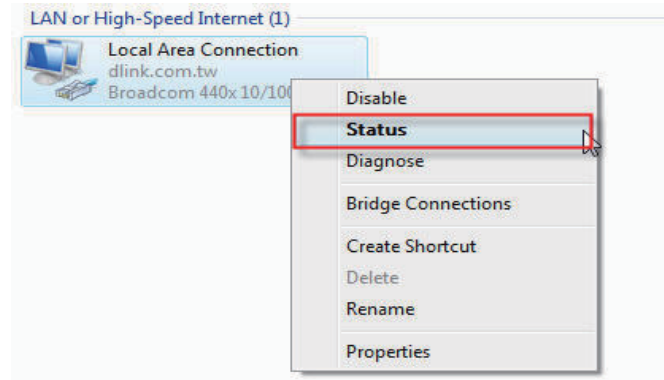 LAN or High-Speed Internet (1)
Local Area Connection
dlink.com.tw
Broadcom 440x 10/100
Disable
Status
Diagnose
Bridge Connections
Create Shortcut
Delete
Rename
Properties